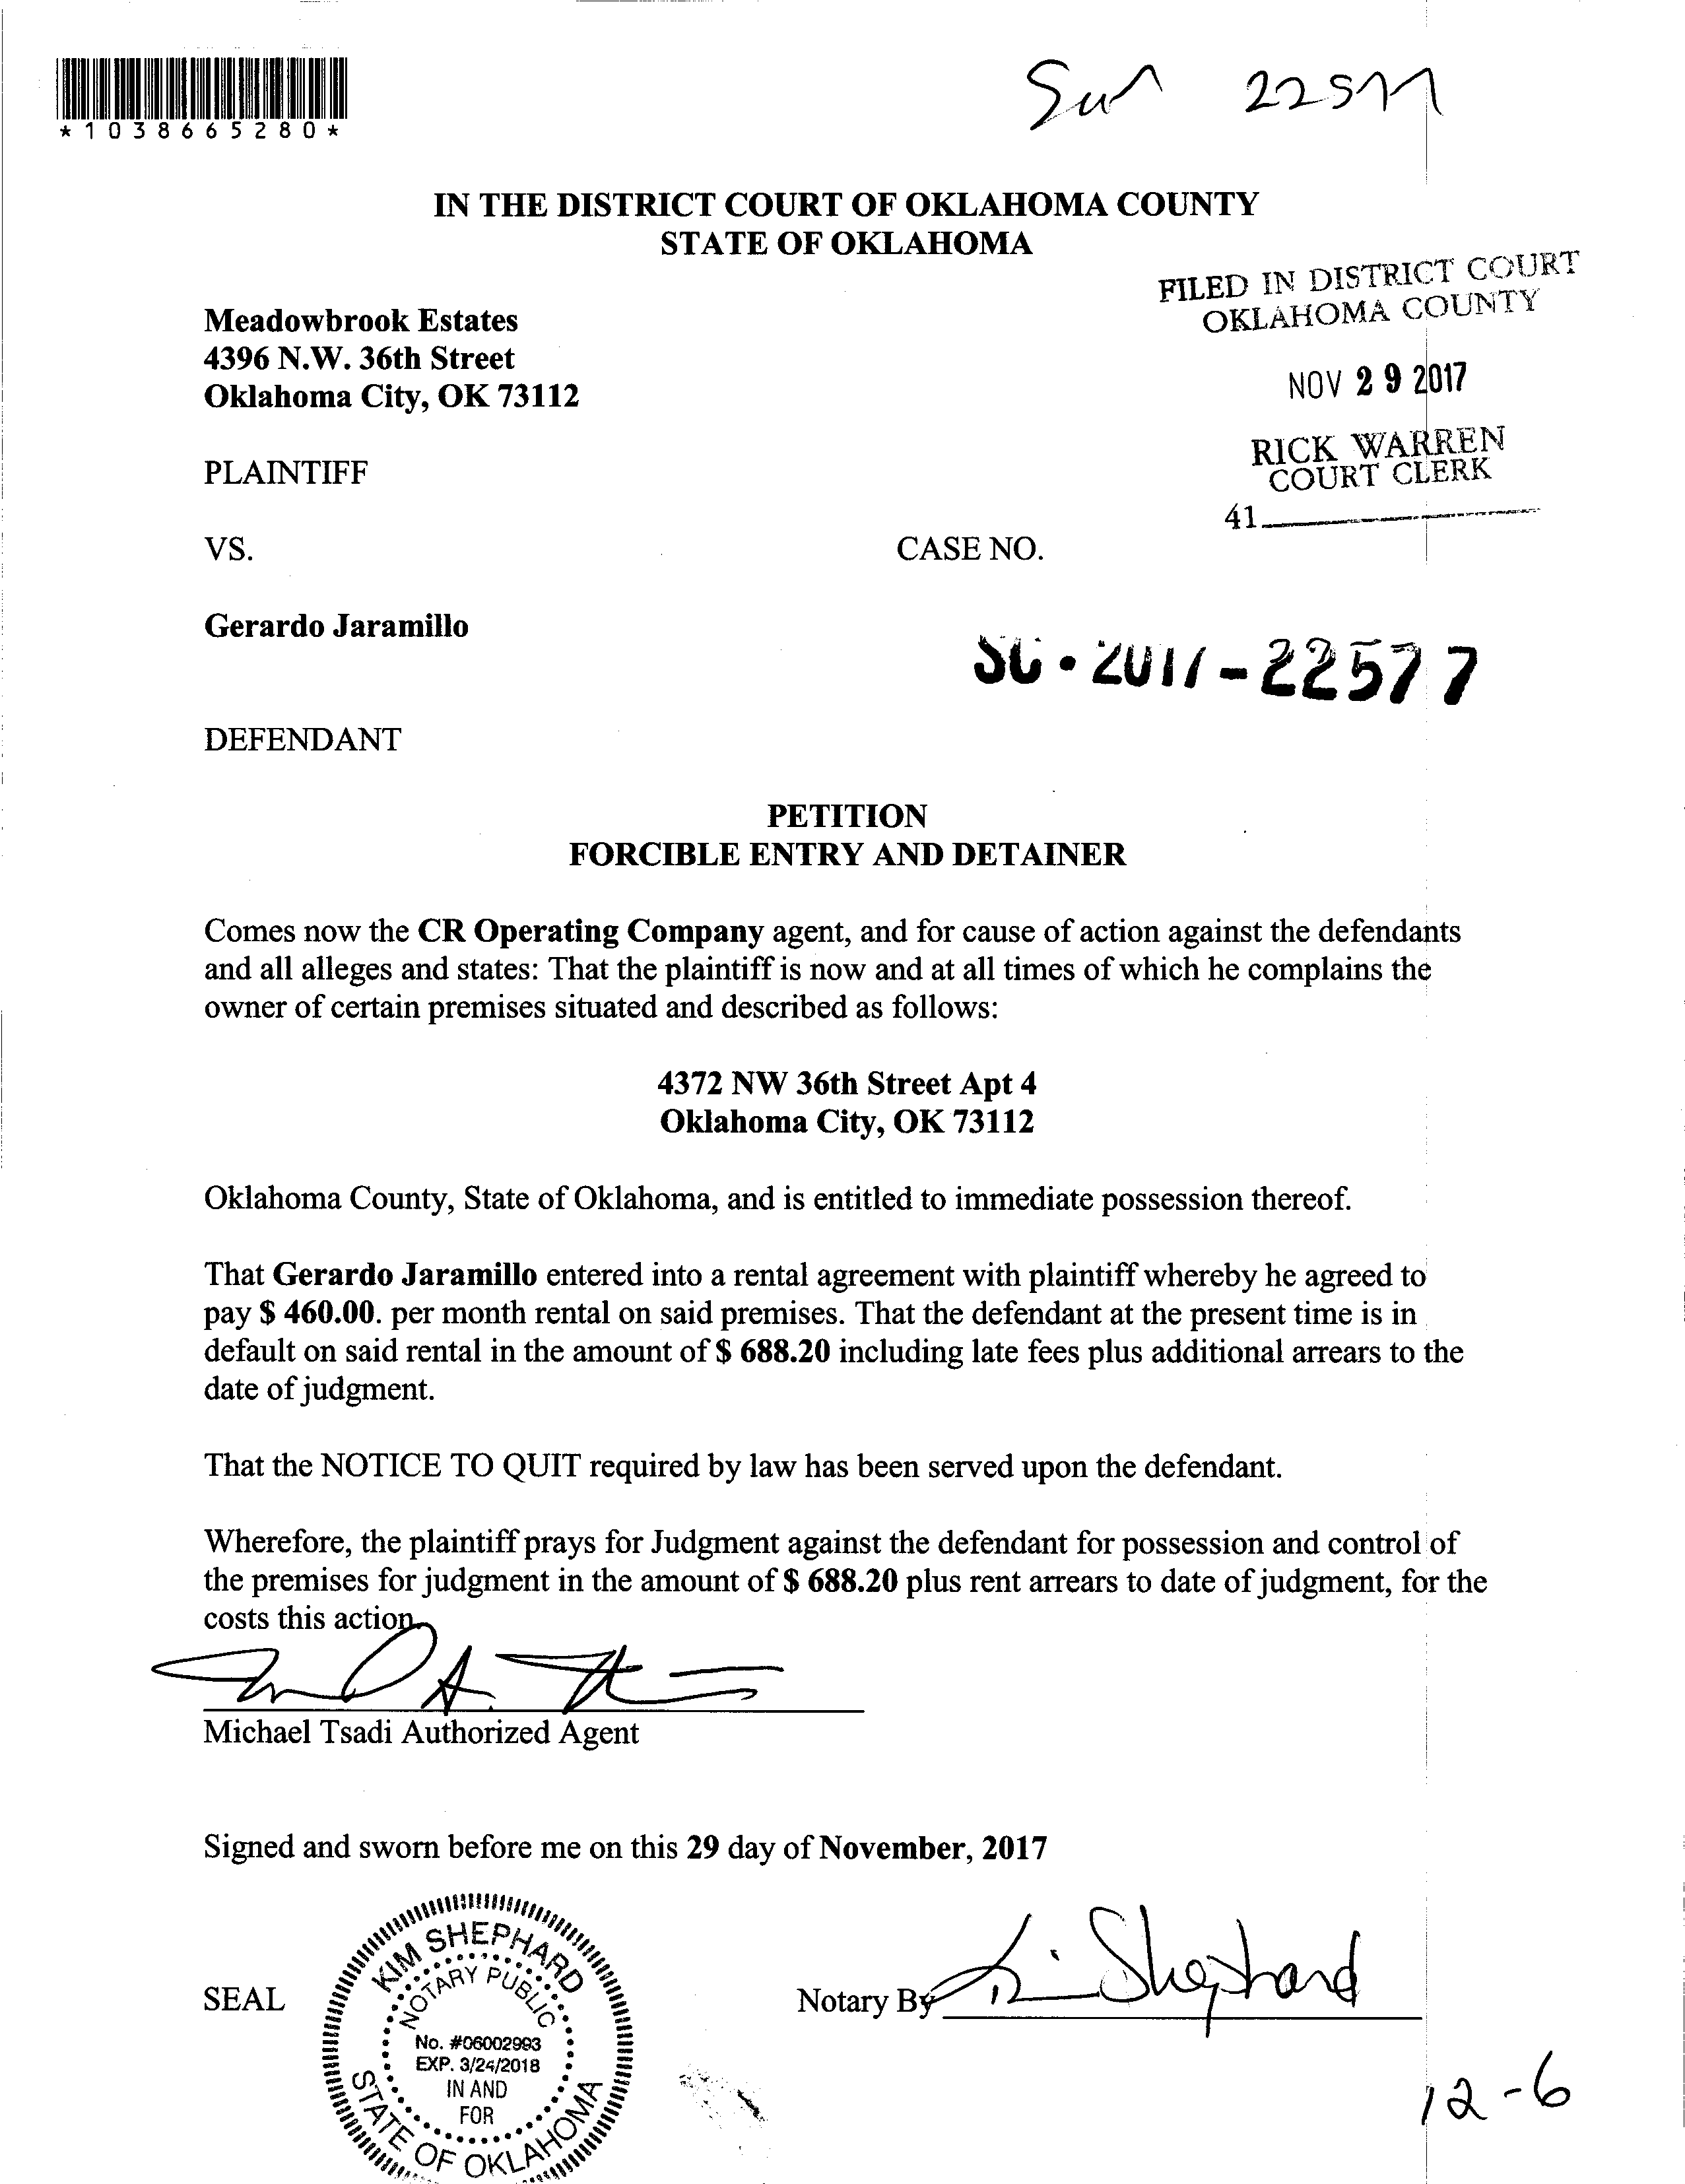 *1038665280*
IN THE DISTRICT COURT OF OKLAHOMA COUNTY
STATE OF OKLAHOMA
FILED IN DISTRICT COURT
OKLAHOMA COUNTY
Meadowbrook Estates
4396 N.W. 36th Street
Oklahoma City, OK 73112
NOV 29 2017
RICK WARREN
COURT CLERK
41
PLAINTIFF
VS.
CASE NO.
Gerardo Jaramillo
SC-2017-22577
DEFENDANT
PETITION
FORCIBLE ENTRY AND DETAINER
Comes now the CR Operating Company agent, and for cause of action against the defendants
and all alleges and states: That the plaintiff is now and at all times of which he complains the
owner of certain premises situated and described as follows:
4372 NW 36th Street Apt 4
Oklahoma City, OK 73112
Oklahoma County, State of Oklahoma, and is entitled to immediate possession thereof.
That Gerardo Jaramillo entered into a rental agreement with plaintiff whereby he agreed to
pay $ 460.00. per month rental on said premises. That the defendant at the present time is in
default on said rental in the amount of $ 688.20 including late fees plus additional arrears to the
date of judgment.
That the NOTICE TO QUIT required by law has been served upon the defendant.
Wherefore, the plaintiff prays for Judgment against the defendant for possession and control of
the premises for judgment in the amount of $ 688.20 plus rent arrears to date of judgment, for the
costs this action.
Michael Tsadi Authorized Agent
Signed and sworn before me on this 29 day of November, 2017
SEAL
KIM SHEPHARD
NOTARY PUBLIC
No. #06002993
EXP. 3/24/2018
IN AND
FOR
STATE OF OKLAHOMA
Notary By Kim Shephard
12-6